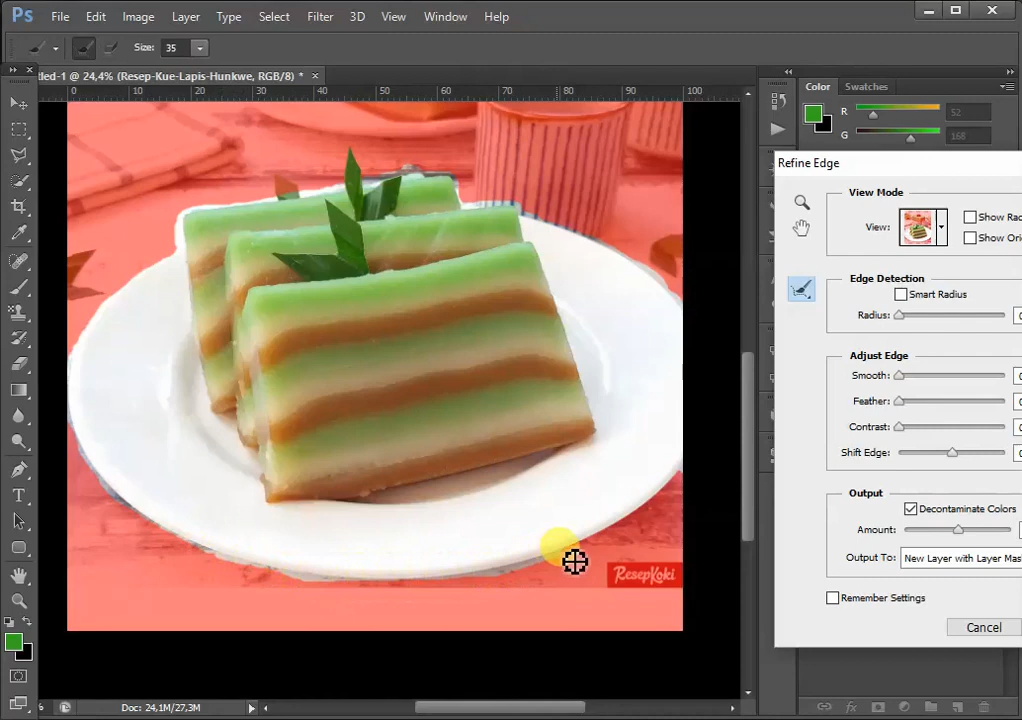 Ps File Edit Image Layer Type Select Filter 3D View Window Help
Size: 35
tled-1 @ 24,4% (Resep-Kue-Lapis-Hunkwe, RGB/8) *
0 10 20 30 40 50 60 70 80 90 100
Color Swatches
R 52
G 168
Refine Edge
View Mode
View:
Show Rad
Show Ori
Edge Detection
Smart Radius
Radius:
Adjust Edge
Smooth:
Feather:
Contrast:
Shift Edge:
Output
Decontaminate Colors
Amount:
Output To: New Layer with Layer Mas
Remember Settings
Cancel
ResepKoki
% Doc: 24,1M/27,3M